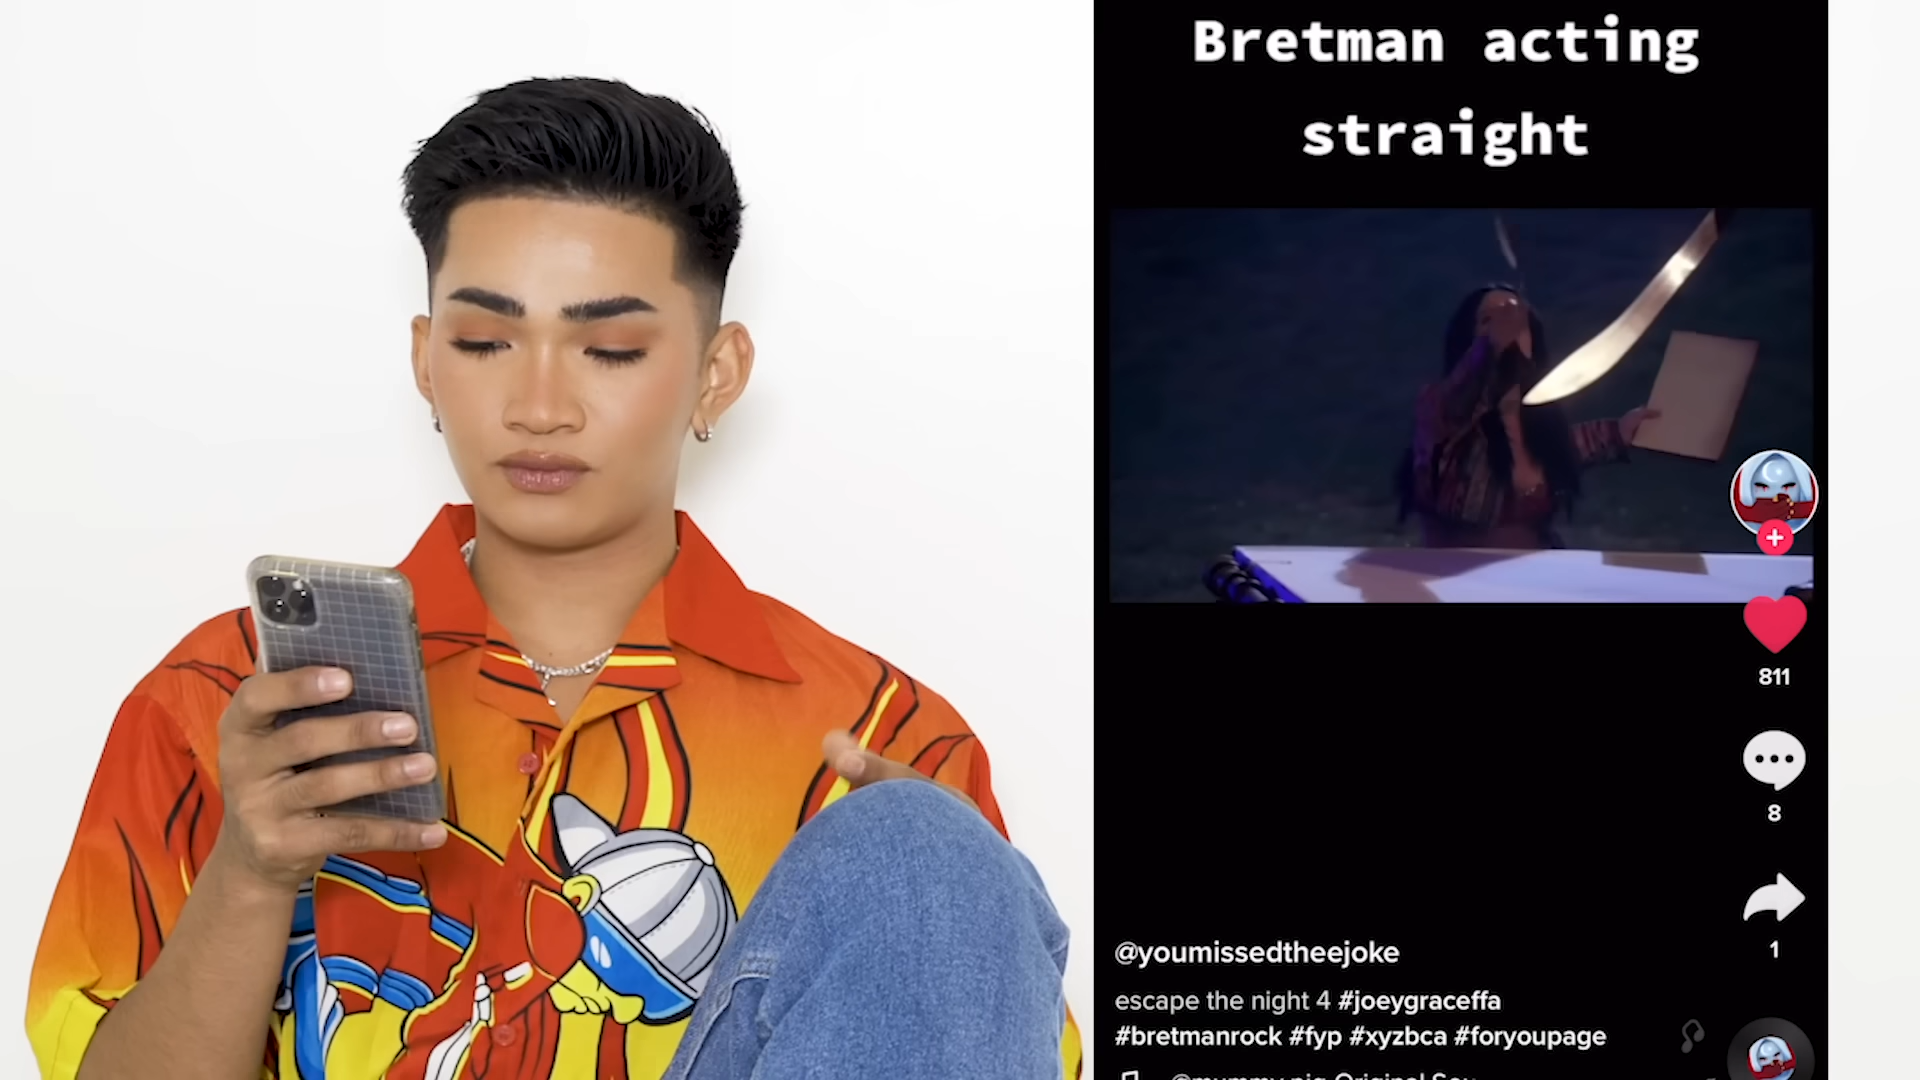 Bretman acting
straight
811
8
1
@youmissedtheejoke
escape the night 4 #joeygraceffa
#bretmanrock #fyp #xyzbca #foryoupage